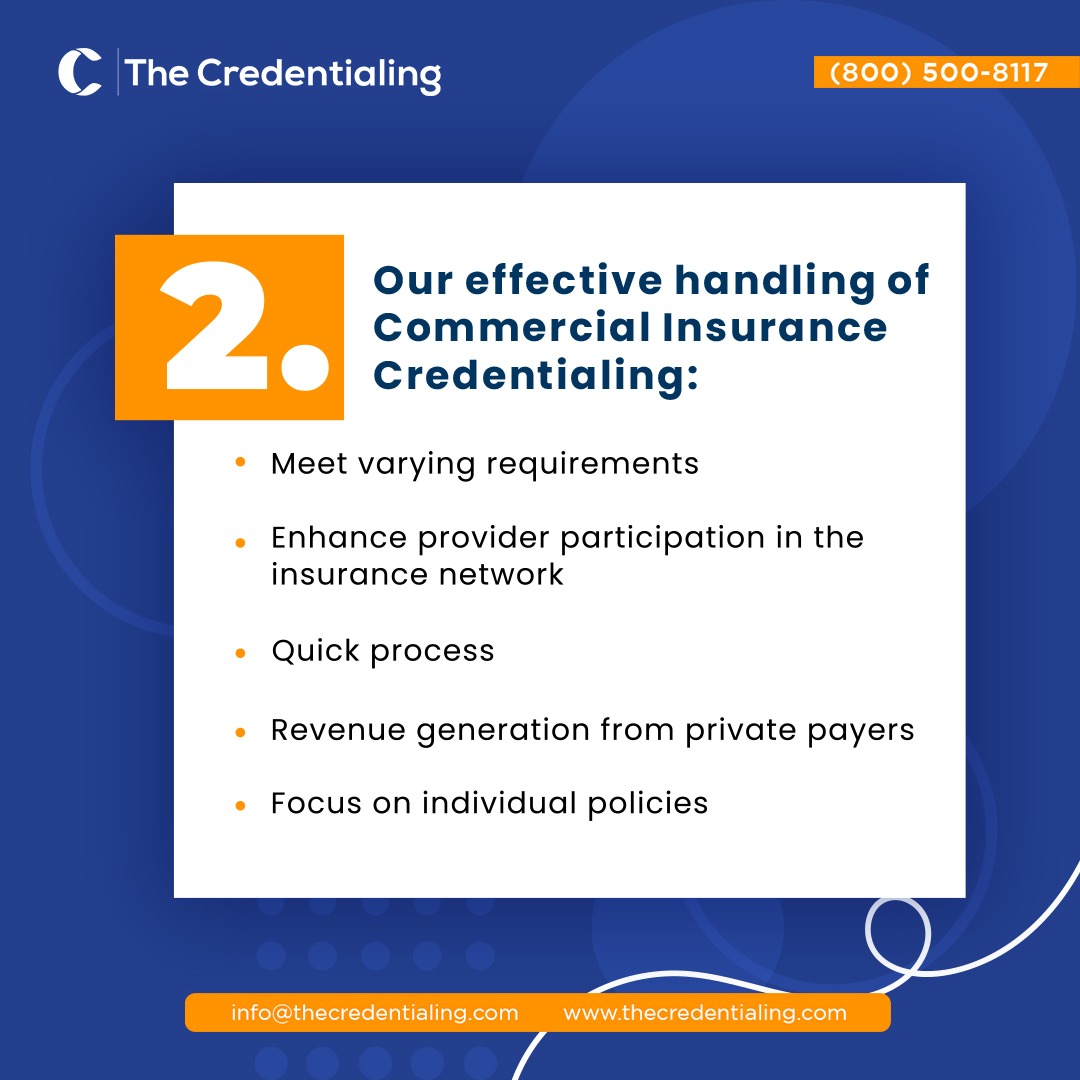 The Credentialing
(800) 500-8117
2.
Our effective handling of
Commercial Insurance
Credentialing:
• Meet varying requirements
• Enhance provider participation in the
insurance network
• Quick process
• Revenue generation from private payers
• Focus on individual policies
info@thecredentialing.com www.thecredentialing.com